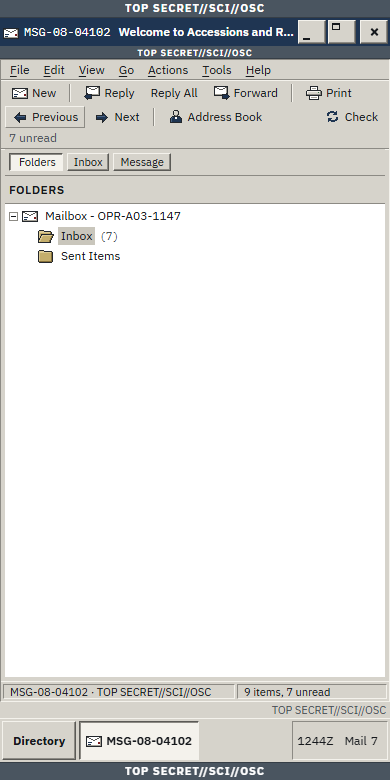 TOP SECRET//SCI//OSC
MSG-08-04102 Welcome to Accessions and R...
TOP SECRET//SCI//OSC
File Edit View Go Actions Tools Help
New Reply Reply All Forward Print
Previous Next Address Book Check
7 unread
Folders Inbox Message
FOLDERS
Mailbox - OPR-A03-1147
Inbox (7)
Sent Items
MSG-08-04102 · TOP SECRET//SCI//OSC 9 items, 7 unread
TOP SECRET//SCI//OSC
Directory MSG-08-04102 1244Z Mail 7
TOP SECRET//SCI//OSC